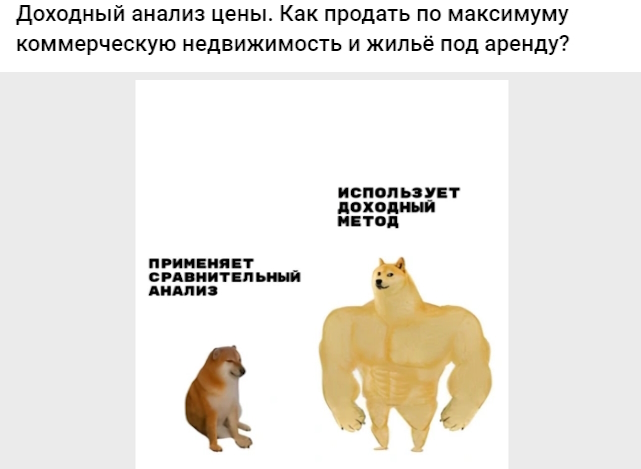 Доходный анализ цены. Как продать по максимуму
коммерческую недвижимость и жильё под аренду?
ИСПОЛЬЗУЕТ
ДОХОДНЫЙ
МЕТОД
ПРИМЕНЯЕТ
СРАВНИТЕЛЬНЫЙ
АНАЛИЗ